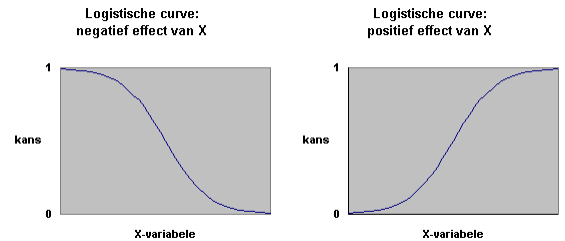 Logistische curve:
negatief effect van X
1
kans
0
X-variabele
Logistische curve:
positief effect van X
1
kans
0
X-variabele